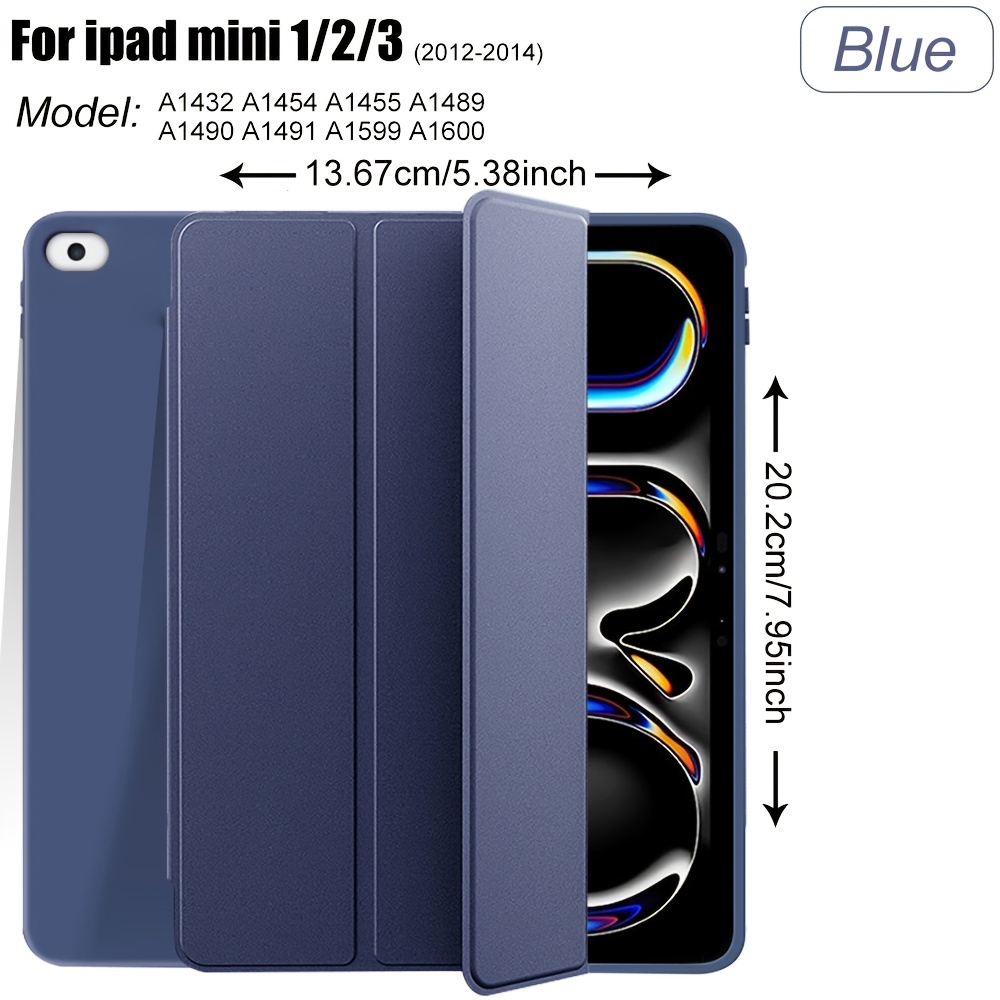 For ipad mini 1/2/3 (2012-2014)
Blue
Model: A1432 A1454 A1455 A1489
A1490 A1491 A1599 A1600
13.67cm/5.38inch
20.2cm/7.95inch